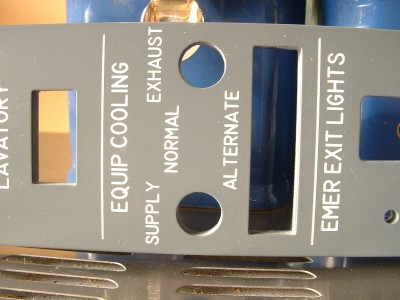 LAVATORY
EQUIP COOLING
SUPPLY
EXHAUST
NORMAL
ALTERNATE
EMER EXIT LIGHTS